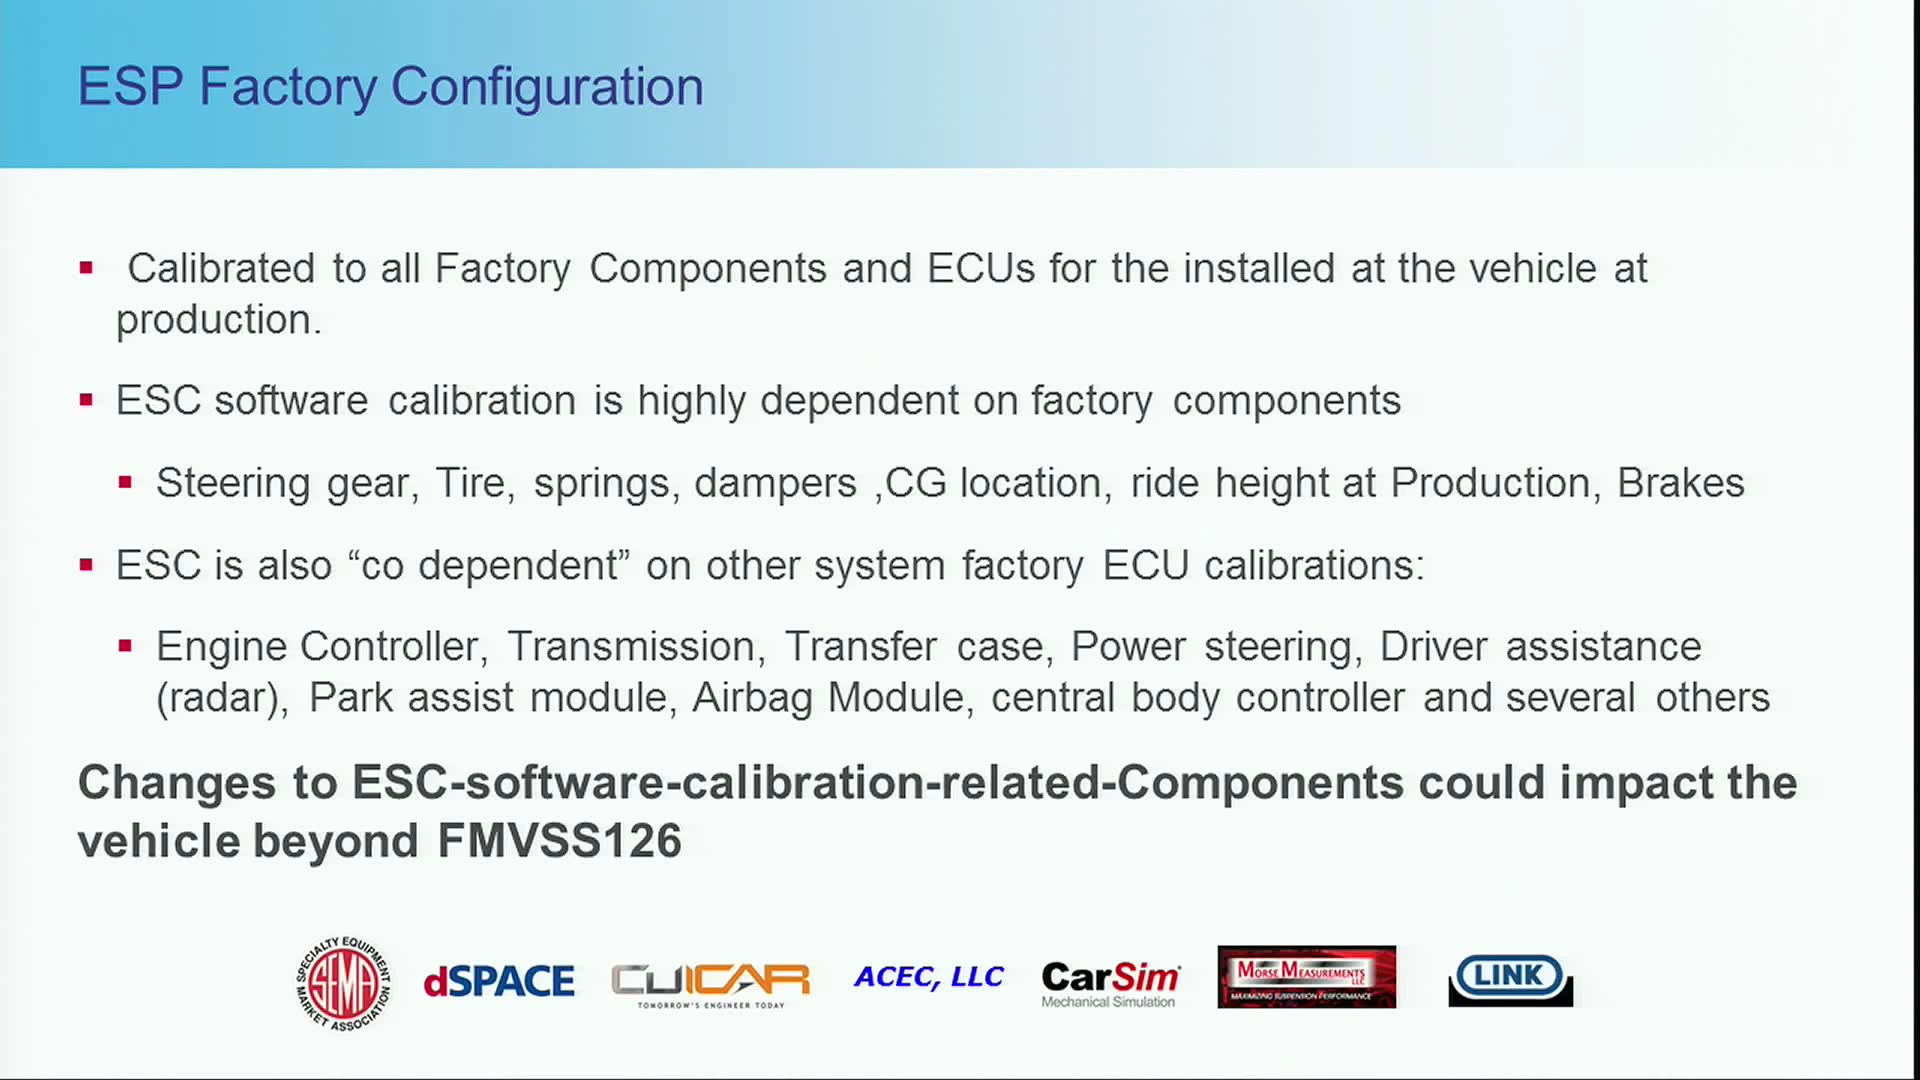 ESP Factory Configuration
Calibrated to all Factory Components and ECUs for the installed at the vehicle at
production.
ESC software calibration is highly dependent on factory components
Steering gear, Tire, springs, dampers ,CG location, ride height at Production, Brakes
ESC is also “co dependent” on other system factory ECU calibrations:
Engine Controller, Transmission, Transfer case, Power steering, Driver assistance
(radar), Park assist module, Airbag Module, central body controller and several others
Changes to ESC-software-calibration-related-Components could impact the
vehicle beyond FMVSS126
SPECIALTY EQUIPMENT
SEMA
MARKET ASSOCIATION
dSPACE
CUICAR
TOMORROW'S ENGINEER TODAY
ACEC, LLC
CarSim
Mechanical Simulation
MORSE MEASUREMENTS
LLC
MAXIMIZING SUSPENSION PERFORMANCE
LINK